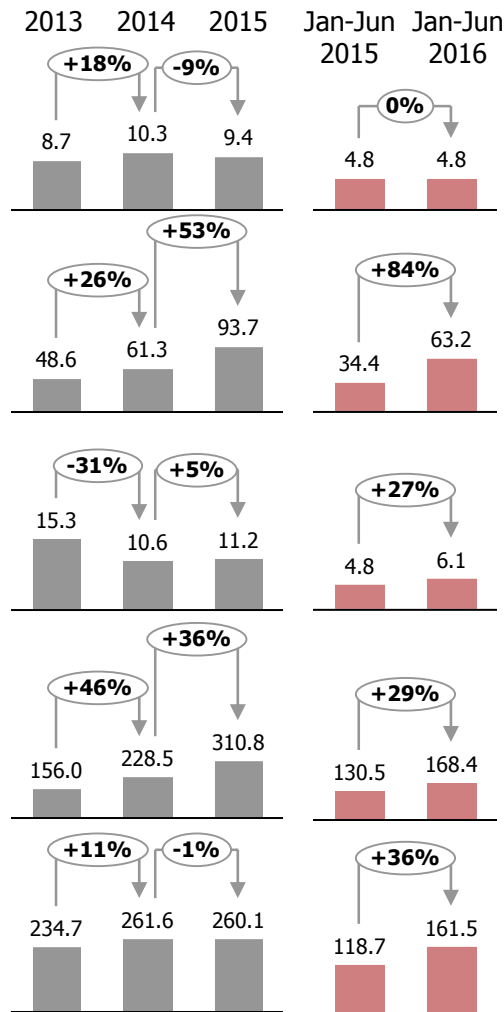 2013 2014 2015 Jan-Jun 2015 Jan-Jun 2016
+18% -9% 0%
8.7 10.3 9.4 4.8 4.8
+53%
+26% +84%
48.6 61.3 93.7 34.4 63.2
-31% +5% +27%
15.3 10.6 11.2 4.8 6.1
+36%
+46% +29%
156.0 228.5 310.8 130.5 168.4
+11% -1% +36%
234.7 261.6 260.1 118.7 161.5